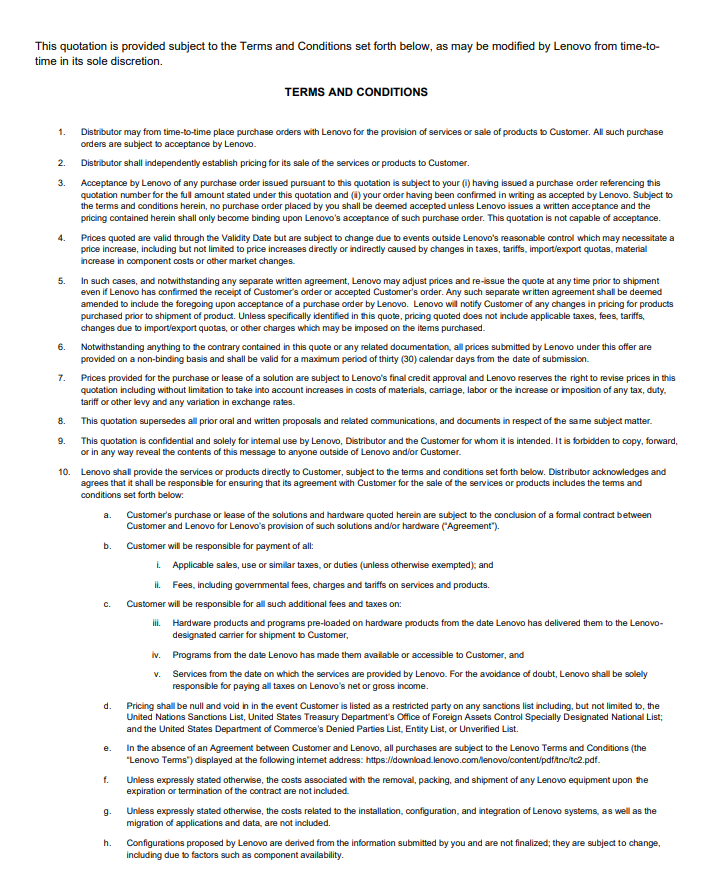 This quotation is provided subject to the Terms and Conditions set forth below, as may be modified by Lenovo from time-to-
time in its sole discretion.
TERMS AND CONDITIONS
1. Distributor may from time-to-time place purchase orders with Lenovo for the provision of services or sale of products to Customer. All such purchase
orders are subject to acceptance by Lenovo.
2. Distributor shall independently establish pricing for its sale of the services or products to Customer.
3. Acceptance by Lenovo of any purchase order issued pursuant to this quotation is subject to your (i) having issued a purchase order referencing this
quotation number for the full amount stated under this quotation and (ii) your order having been confirmed in writing as accepted by Lenovo. Subject to
the terms and conditions herein, no purchase order placed by you shall be deemed accepted unless Lenovo issues a written acceptance and the
pricing contained herein shall only become binding upon Lenovo's acceptance of such purchase order. This quotation is not capable of acceptance.
4. Prices quoted are valid through the Validity Date but are subject to change due to events outside Lenovo's reasonable control which may necessitate a
price increase, including but not limited to price increases directly or indirectly caused by changes in taxes, tariffs, import/export quotas, material
increase in component costs or other market changes.
5. In such cases, and notwithstanding any separate written agreement, Lenovo may adjust prices and re-issue the quote at any time prior to shipment
even if Lenovo has confirmed the receipt of Customer's order or accepted Customer's order. Any such separate written agreement shall be deemed
amended to include the foregoing upon acceptance of a purchase order by Lenovo. Lenovo will notify Customer of any changes in pricing for products
purchased prior to shipment of product. Unless specifically identified in this quote, pricing quoted does not include applicable taxes, fees, tariffs,
changes due to import/export quotas, or other charges which may be imposed on the items purchased.
6. Notwithstanding anything to the contrary contained in this quote or any related documentation, all prices submitted by Lenovo under this offer are
provided on a non-binding basis and shall be valid for a maximum period of thirty (30) calendar days from the date of submission.
7. Prices provided for the purchase or lease of a solution are subject to Lenovo's final credit approval and Lenovo reserves the right to revise prices in this
quotation including without limitation to take into account increases in costs of materials, carriage, labor or the increase or imposition of any tax, duty,
tariff or other levy and any variation in exchange rates.
8. This quotation supersedes all prior oral and written proposals and related communications, and documents in respect of the same subject matter.
9. This quotation is confidential and solely for internal use by Lenovo, Distributor and the Customer for whom it is intended. It is forbidden to copy, forward,
or in any way reveal the contents of this message to anyone outside of Lenovo and/or Customer.
10. Lenovo shall provide the services or products directly to Customer, subject to the terms and conditions set forth below. Distributor acknowledges and
agrees that it shall be responsible for ensuring that its agreement with Customer for the sale of the services or products includes the terms and
conditions set forth below:
a. Customer's purchase or lease of the solutions and hardware quoted herein are subject to the conclusion of a formal contract between
Customer and Lenovo for Lenovo's provision of such solutions and/or hardware ("Agreement").
b. Customer will be responsible for payment of all:
i. Applicable sales, use or similar taxes, or duties (unless otherwise exempted); and
ii. Fees, including governmental fees, charges and tariffs on services and products.
c. Customer will be responsible for all such additional fees and taxes on:
iii. Hardware products and programs pre-loaded on hardware products from the date Lenovo has delivered them to the Lenovo-
designated carrier for shipment to Customer,
iv. Programs from the date Lenovo has made them available or accessible to Customer, and
v. Services from the date on which the services are provided by Lenovo. For the avoidance of doubt, Lenovo shall be solely
responsible for paying all taxes on Lenovo's net or gross income.
d. Pricing shall be null and void in in the event Customer is listed as a restricted party on any sanctions list including, but not limited to, the
United Nations Sanctions List, United States Treasury Department's Office of Foreign Assets Control Specially Designated National List;
and the United States Department of Commerce's Denied Parties List, Entity List, or Unverified List.
e. In the absence of an Agreement between Customer and Lenovo, all purchases are subject to the Lenovo Terms and Conditions (the
"Lenovo Terms") displayed at the following internet address: https://download.lenovo.com/lenovo/content/pdf/tnc/tc2.pdf.
f. Unless expressly stated otherwise, the costs associated with the removal, packing, and shipment of any Lenovo equipment upon the
expiration or termination of the contract are not included.
g. Unless expressly stated otherwise, the costs related to the installation, configuration, and integration of Lenovo systems, as well as the
migration of applications and data, are not included.
h. Configurations proposed by Lenovo are derived from the information submitted by you and are not finalized; they are subject to change,
including due to factors such as component availability.